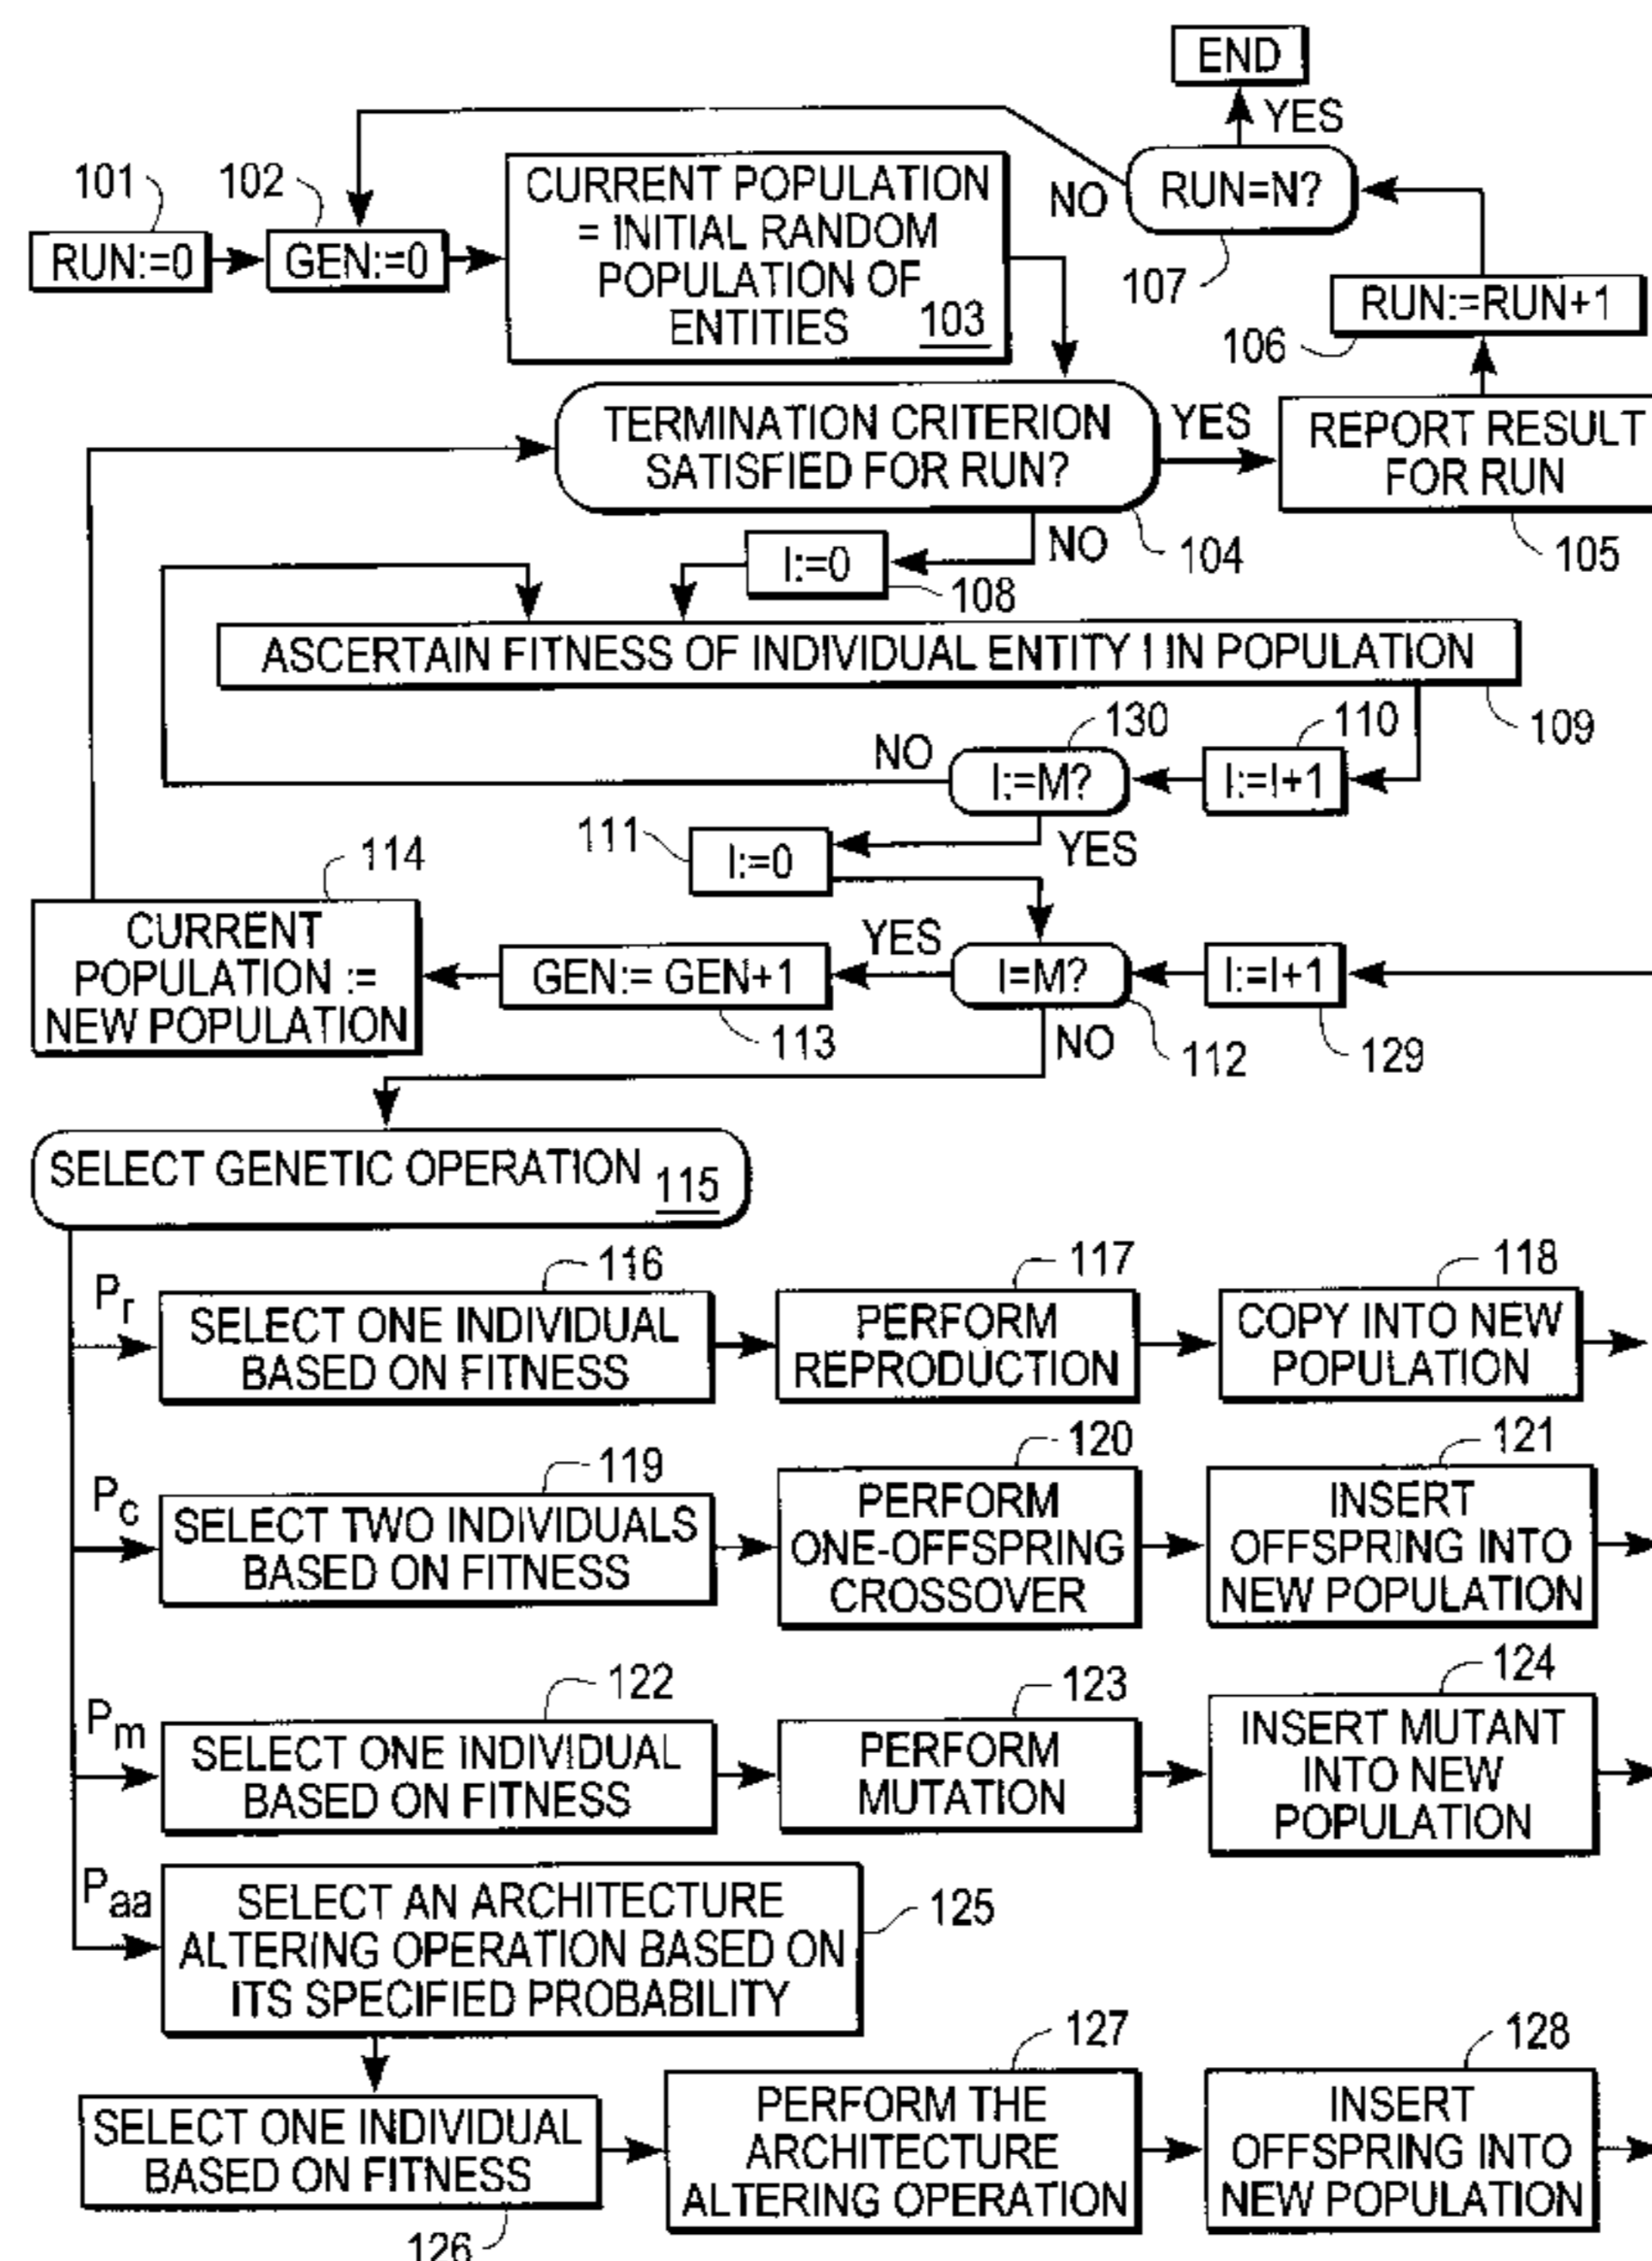 END
YES
101
102
RUN:=0
GEN:=0
CURRENT POPULATION
= INITIAL RANDOM
POPULATION OF
ENTITIES
103
NO
RUN=N?
107
RUN:=RUN+1
106
TERMINATION CRITERION
SATISFIED FOR RUN?
YES
REPORT RESULT
FOR RUN
104
105
NO
I:=0
108
ASCERTAIN FITNESS OF INDIVIDUAL ENTITY I IN POPULATION
109
130
110
NO
I:=M?
I:=I+1
111
I:=0
YES
114
CURRENT
POPULATION :=
NEW POPULATION
GEN:= GEN+1
113
YES
I=M?
112
NO
I:=I+1
129
SELECT GENETIC OPERATION
115
Pr
116
SELECT ONE INDIVIDUAL
BASED ON FITNESS
117
PERFORM
REPRODUCTION
118
COPY INTO NEW
POPULATION
Pc
119
SELECT TWO INDIVIDUALS
BASED ON FITNESS
120
PERFORM
ONE-OFFSPRING
CROSSOVER
121
INSERT
OFFSPRING INTO
NEW POPULATION
Pm
122
SELECT ONE INDIVIDUAL
BASED ON FITNESS
123
PERFORM
MUTATION
124
INSERT MUTANT
INTO NEW
POPULATION
Paa
SELECT AN ARCHITECTURE
ALTERING OPERATION BASED ON
ITS SPECIFIED PROBABILITY
125
SELECT ONE INDIVIDUAL
BASED ON FITNESS
126
127
PERFORM THE
ARCHITECTURE
ALTERING OPERATION
128
INSERT
OFFSPRING INTO
NEW POPULATION